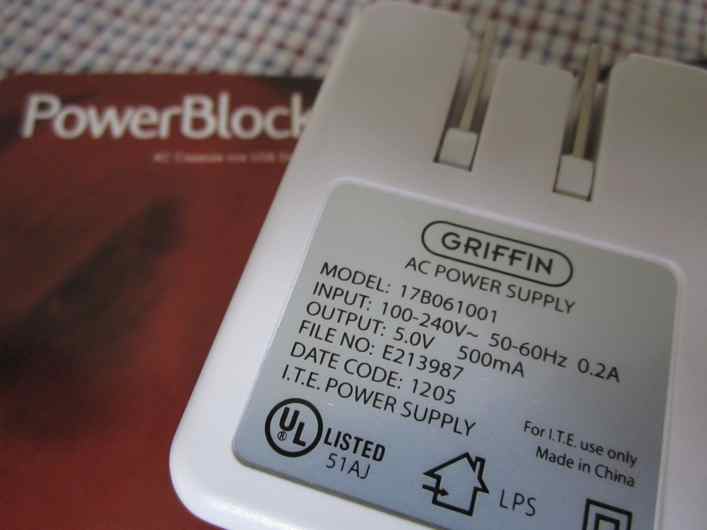 PowerBlock
GRIFFIN
AC POWER SUPPLY
MODEL: 17B061001
INPUT: 100-240V~ 50-60Hz 0.2A
OUTPUT: 5.0V 500mA
FILE NO: E213987
DATE CODE: 1205
I.T.E. POWER SUPPLY
For I.T.E. use only
Made in China
UL ® LISTED
51AJ
LPS